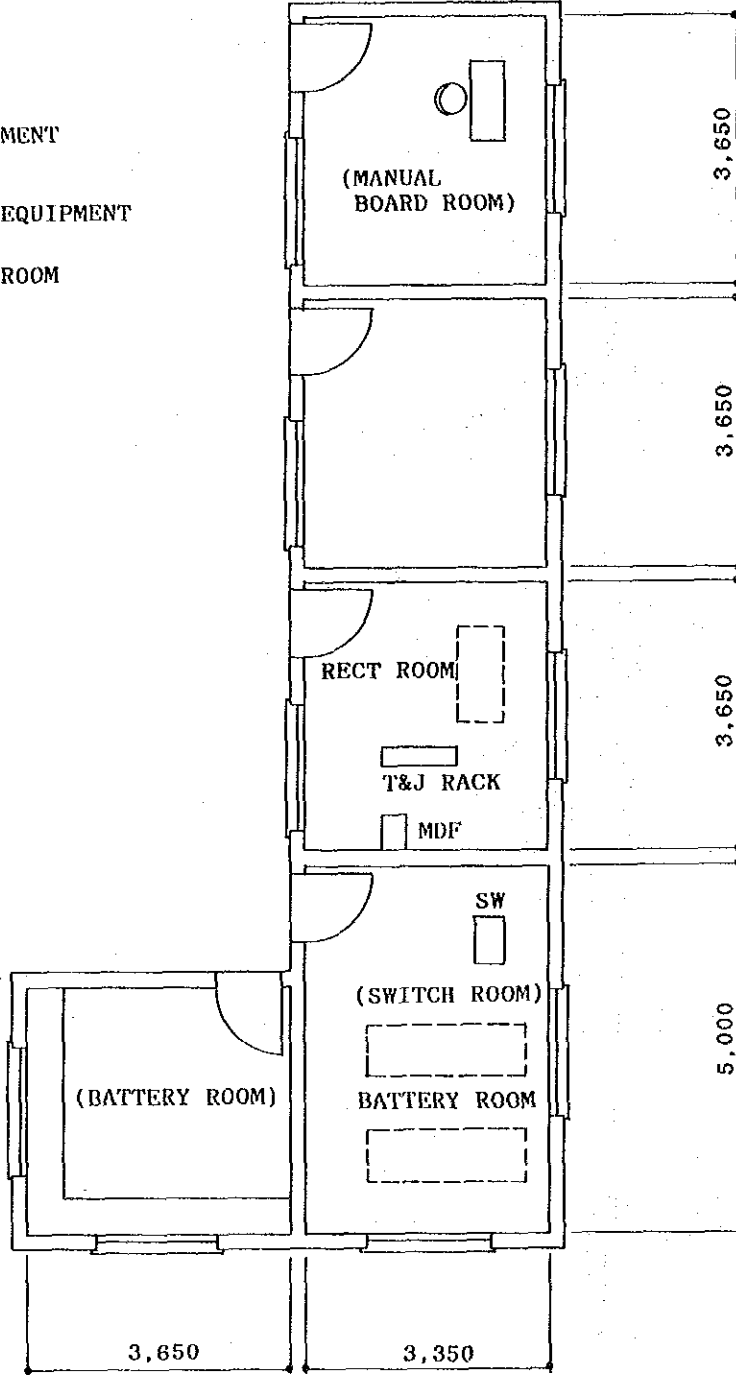 MENT
EQUIPMENT
ROOM
(MANUAL
BOARD ROOM)
3,650
3,650
RECT ROOM
3,650
T&J RACK
MDF
SW
(SWITCH ROOM)
5,000
(BATTERY ROOM)
BATTERY ROOM
3,650
3,350